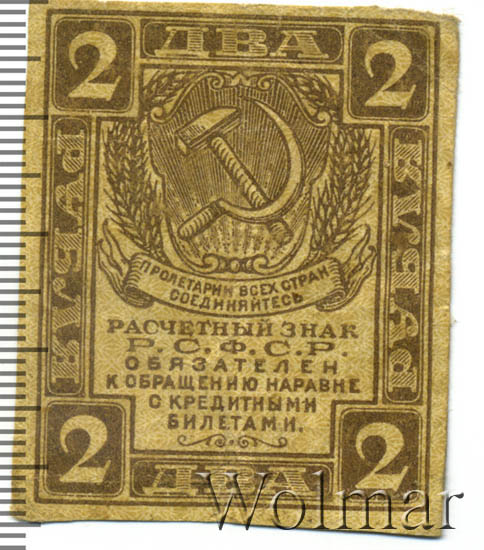 2 ДВА 2
РУБЛЯ
РУБЛЯ
ПРОЛЕТАРИИ ВСЕХ СТРАН
СОЕДИНЯЙТЕСЬ
РАСЧЕТНЫЙ ЗНАК
Р.С.Ф.С.Р.
ОБЯЗАТЕЛЕН
К ОБРАЩЕНИЮ НАРАВНЕ
С КРЕДИТНЫМИ
БИЛЕТАМИ.
2 ДВА 2
Wolmar